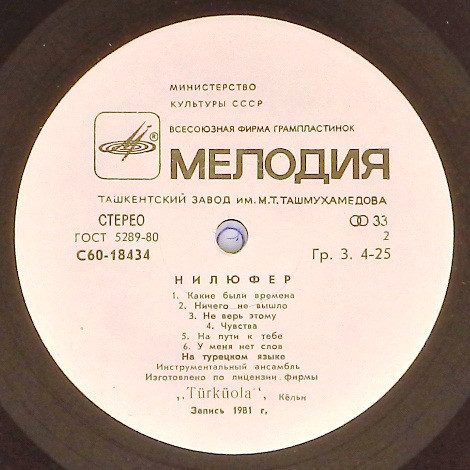 МИНИСТЕРСТВО
КУЛЬТУРЫ СССР
ВСЕСОЮЗНАЯ ФИРМА ГРАМПЛАСТИНОК
® МЕЛОДИЯ
ТАШКЕНТСКИЙ ЗАВОД ИМ. М.Т. ТАШМУХАМЕДОВА
СТЕРЕО 33
ГОСТ 5289-80 2
С60-18434 Гр. 3. 4-25
НИЛЮФЕР
1. Какие были времена
2. Ничего не вышло
3. Не верь этому
4. Чувства
5. На пути к тебе
6. У меня нет слов
На турецком языке
Инструментальный ансамбль
Изготовлено по лицензии фирмы
„Türküola", Кёльн
Запись 1981 г.